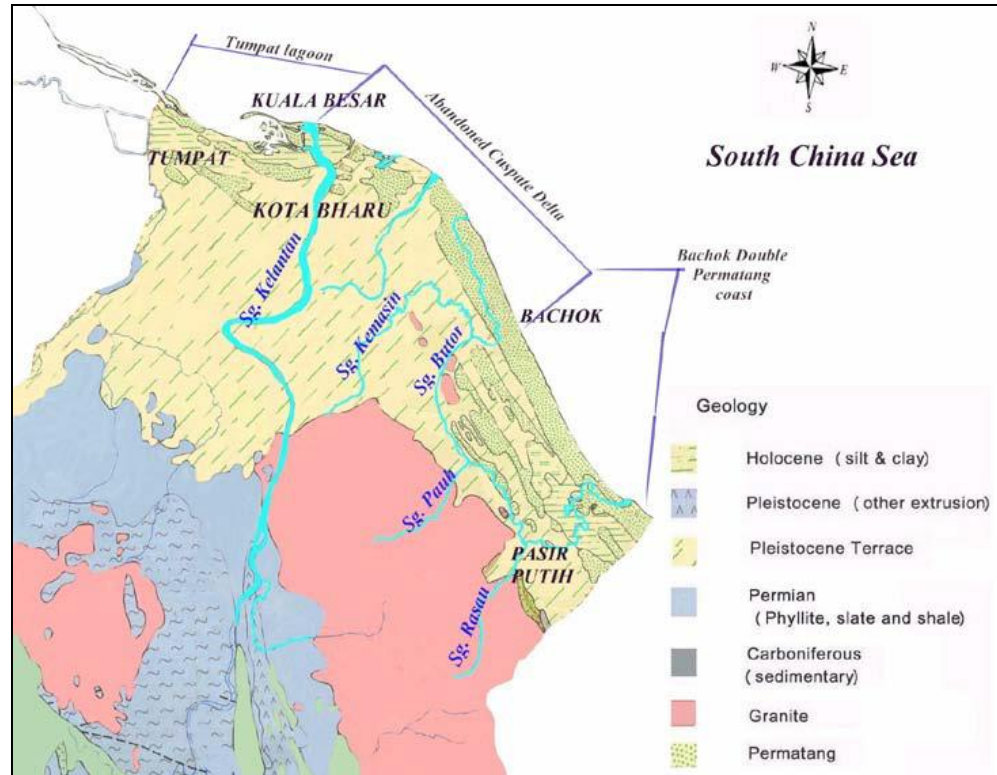 Tumpat lagoon
N
W E
S
KUALA BESAR
Abandoned Cuspate Delta
South China Sea
TUMPAT
KOTA BHARU
Sg. Kelantan
Bachok Double
Permatang
coast
BACHOK
Sg. Kemasin
Sg. Butor
Sg. Pauh
PASIR
PUTIH
Sg. Rasau
Geology
Holocene ( silt & clay)
Pleistocene (other extrusion)
Pleistocene Terrace
Permian
(Phyllite, slate and shale)
Carboniferous
( sedimentary)
Granite
Permatang